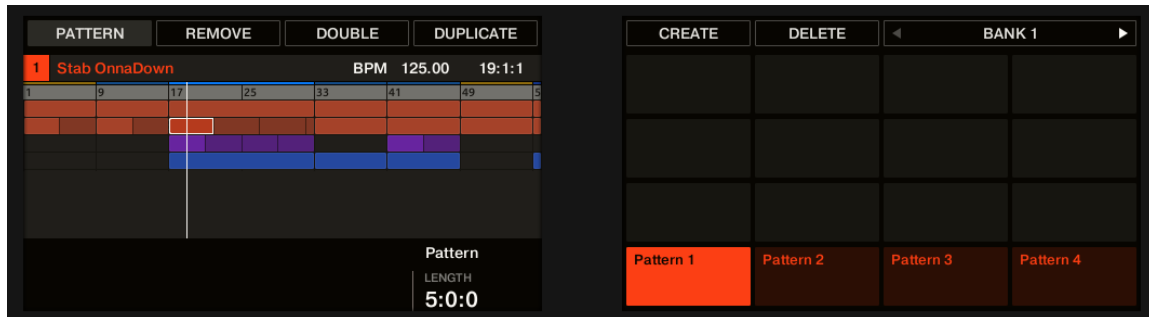 PATTERN REMOVE DOUBLE DUPLICATE
1 Stab OnnaDown BPM 125.00 19:1:1
1 9 17 25 33 41 49 5
Pattern
LENGTH
5:0:0
CREATE DELETE BANK 1
Pattern 1 Pattern 2 Pattern 3 Pattern 4